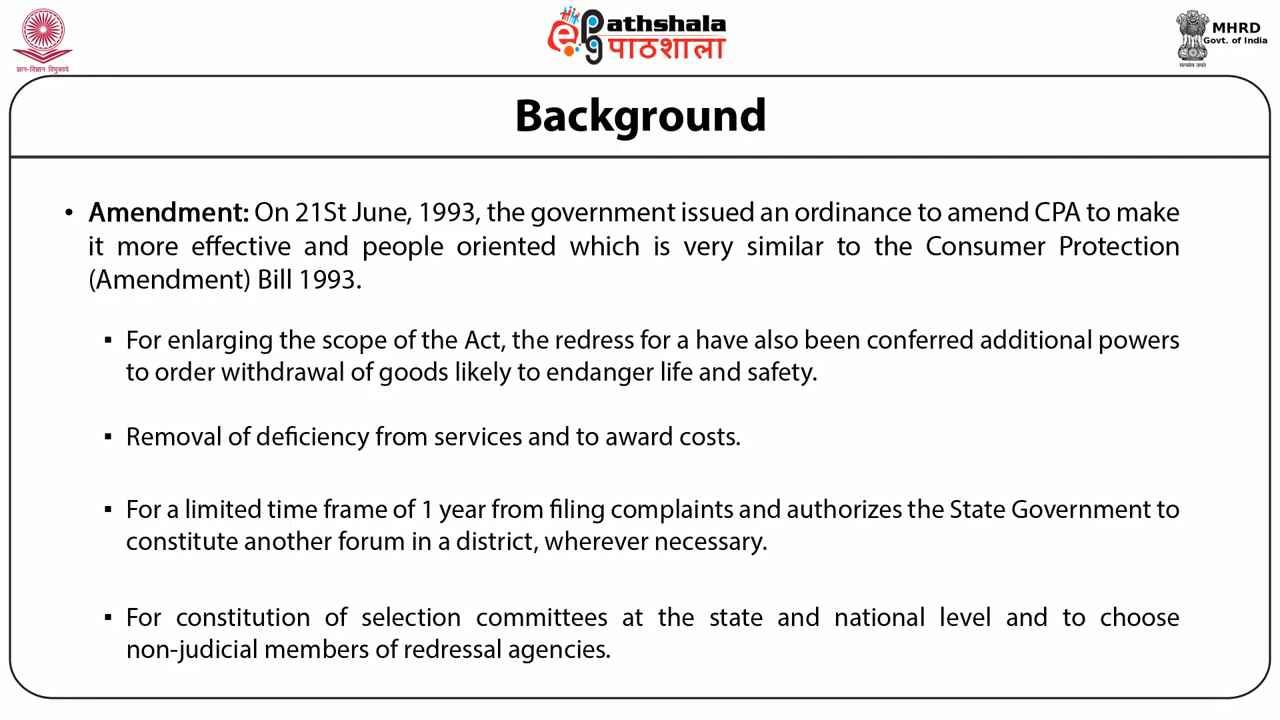 ज्ञान-विज्ञान विमुक्तये
ePathshala
पाठशाला
MHRD
Govt. of India
सत्यमेव जयते
Background
• Amendment: On 21St June, 1993, the government issued an ordinance to amend CPA to make
it more effective and people oriented which is very similar to the Consumer Protection
(Amendment) Bill 1993.
▪ For enlarging the scope of the Act, the redress for a have also been conferred additional powers
to order withdrawal of goods likely to endanger life and safety.
▪ Removal of deficiency from services and to award costs.
▪ For a limited time frame of 1 year from filing complaints and authorizes the State Government to
constitute another forum in a district, wherever necessary.
▪ For constitution of selection committees at the state and national level and to choose
non-judicial members of redressal agencies.